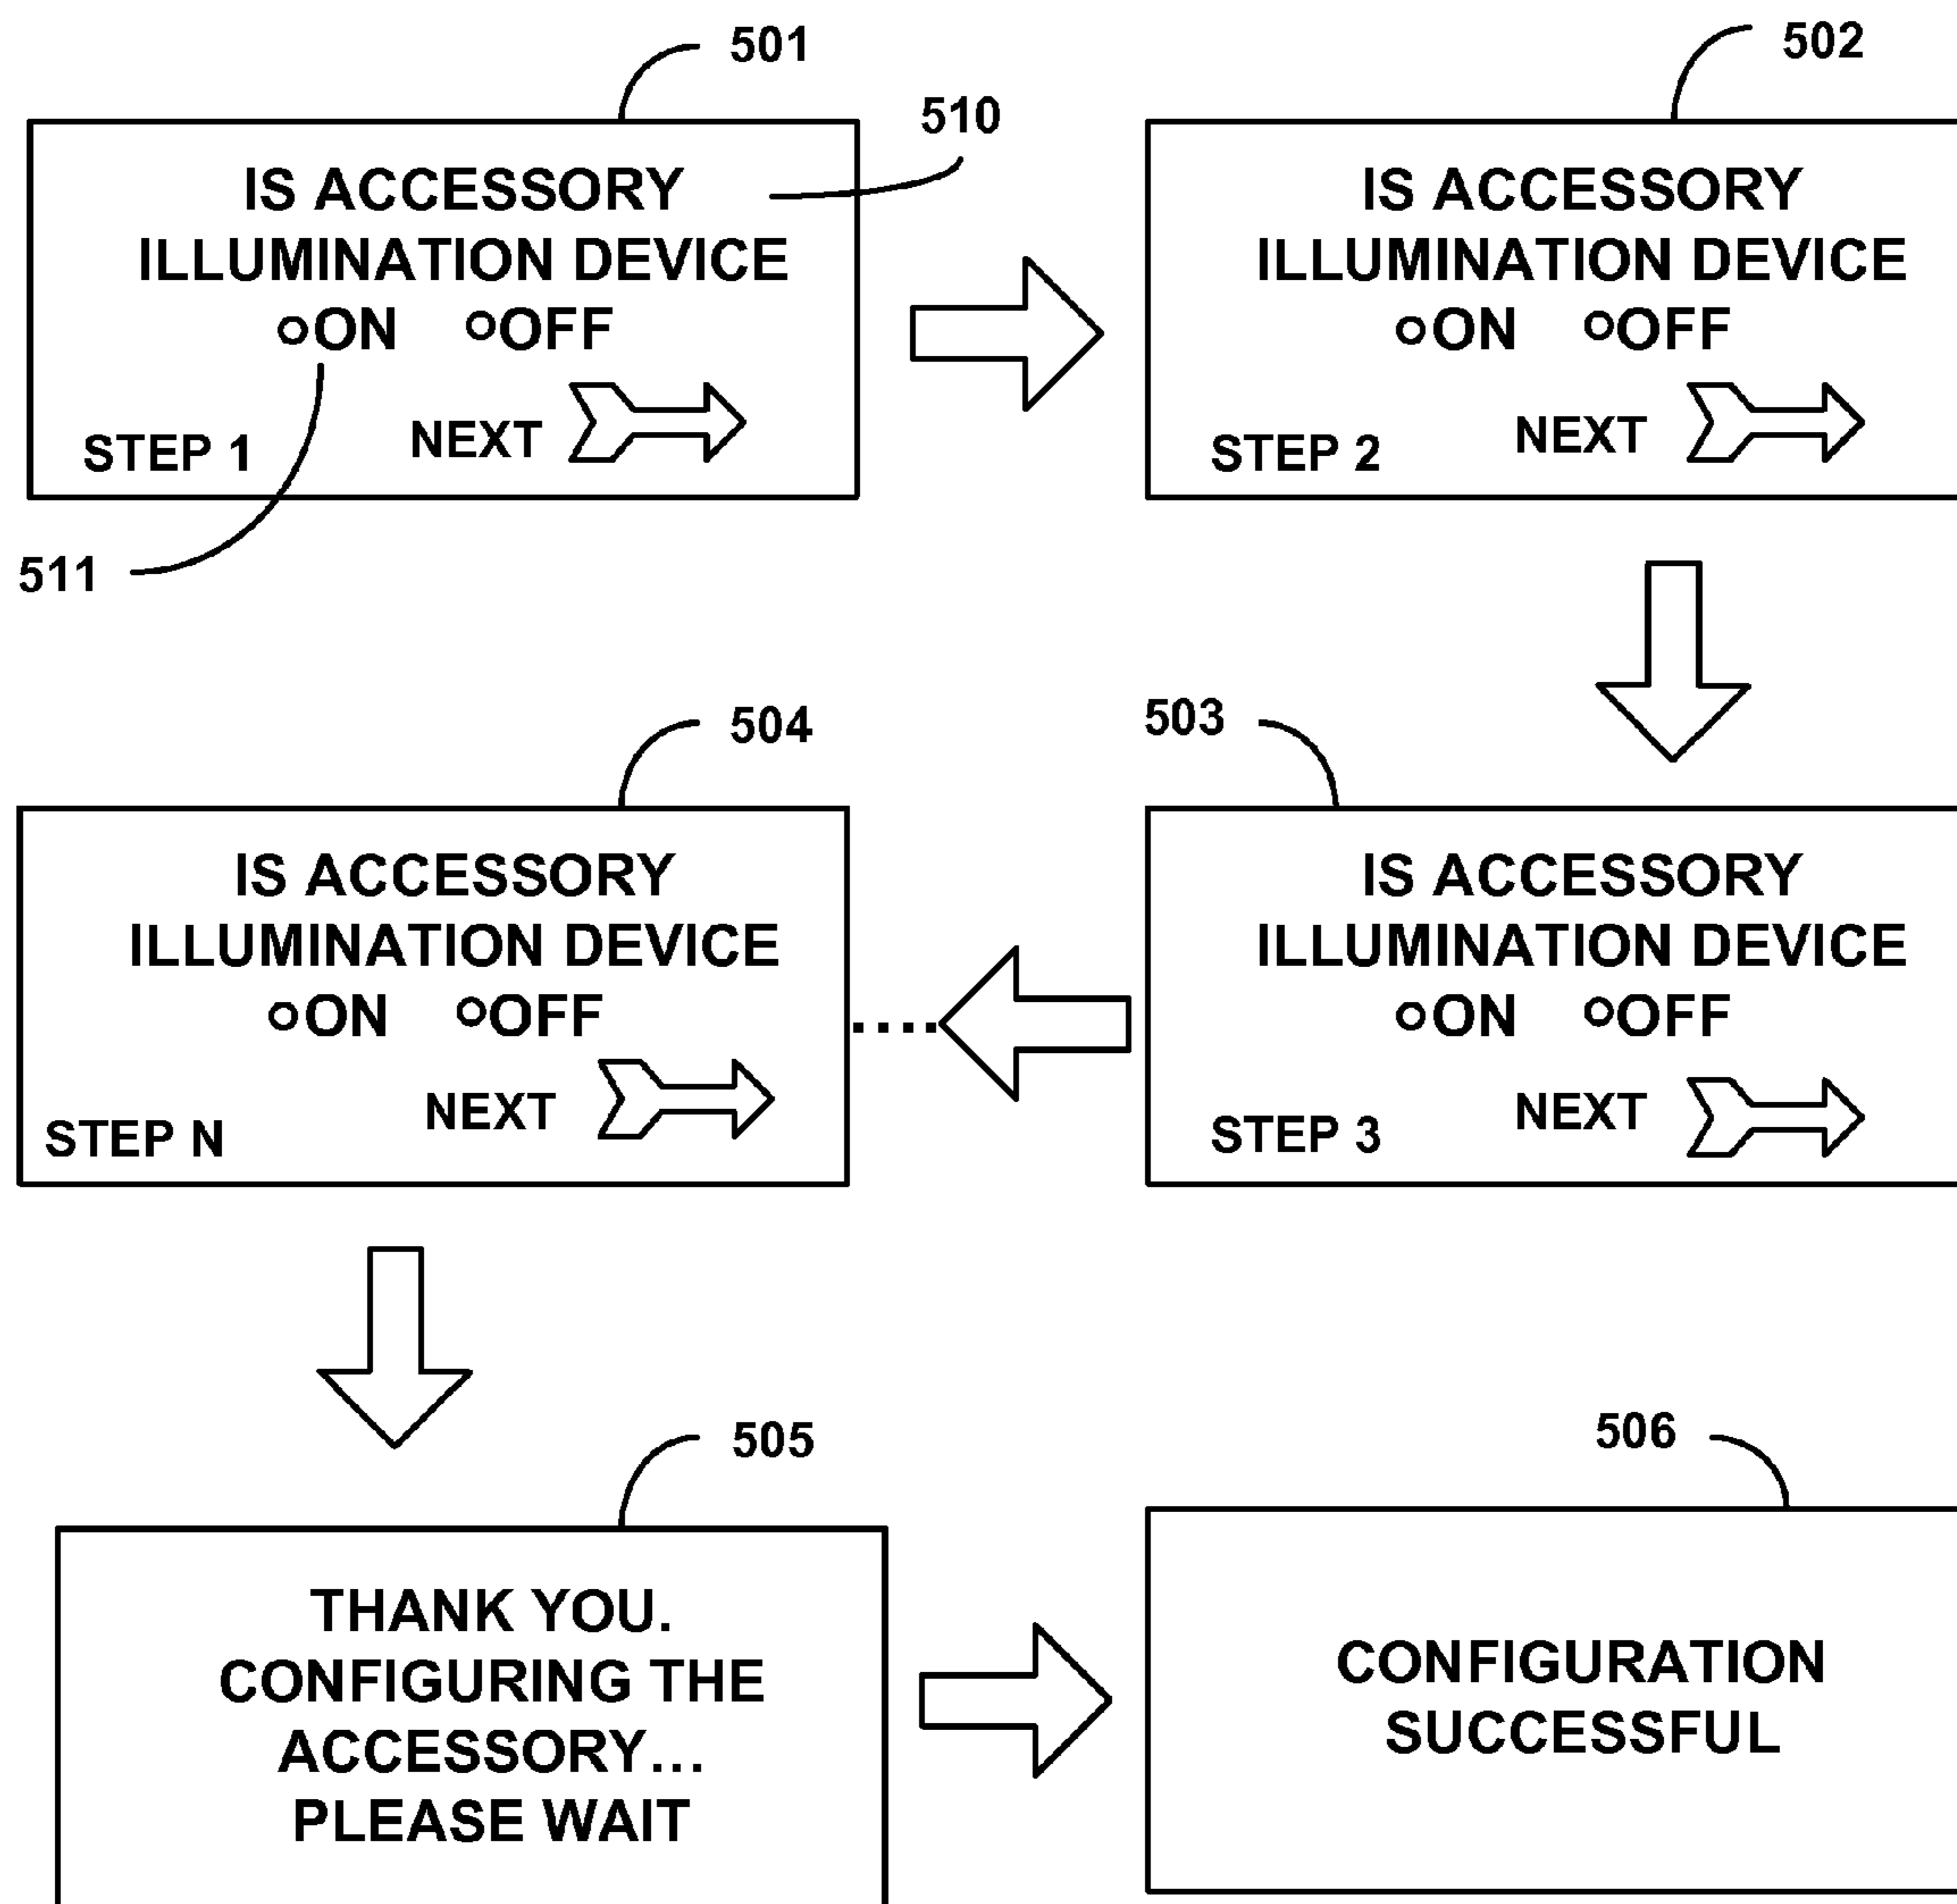 501
510
IS ACCESSORY
ILLUMINATION DEVICE
ON OFF
STEP 1 NEXT
511
502
IS ACCESSORY
ILLUMINATION DEVICE
ON OFF
STEP 2 NEXT
503
IS ACCESSORY
ILLUMINATION DEVICE
ON OFF
STEP 3 NEXT
504
IS ACCESSORY
ILLUMINATION DEVICE
ON OFF
STEP N NEXT
505
THANK YOU.
CONFIGURING THE
ACCESSORY...
PLEASE WAIT
506
CONFIGURATION
SUCCESSFUL